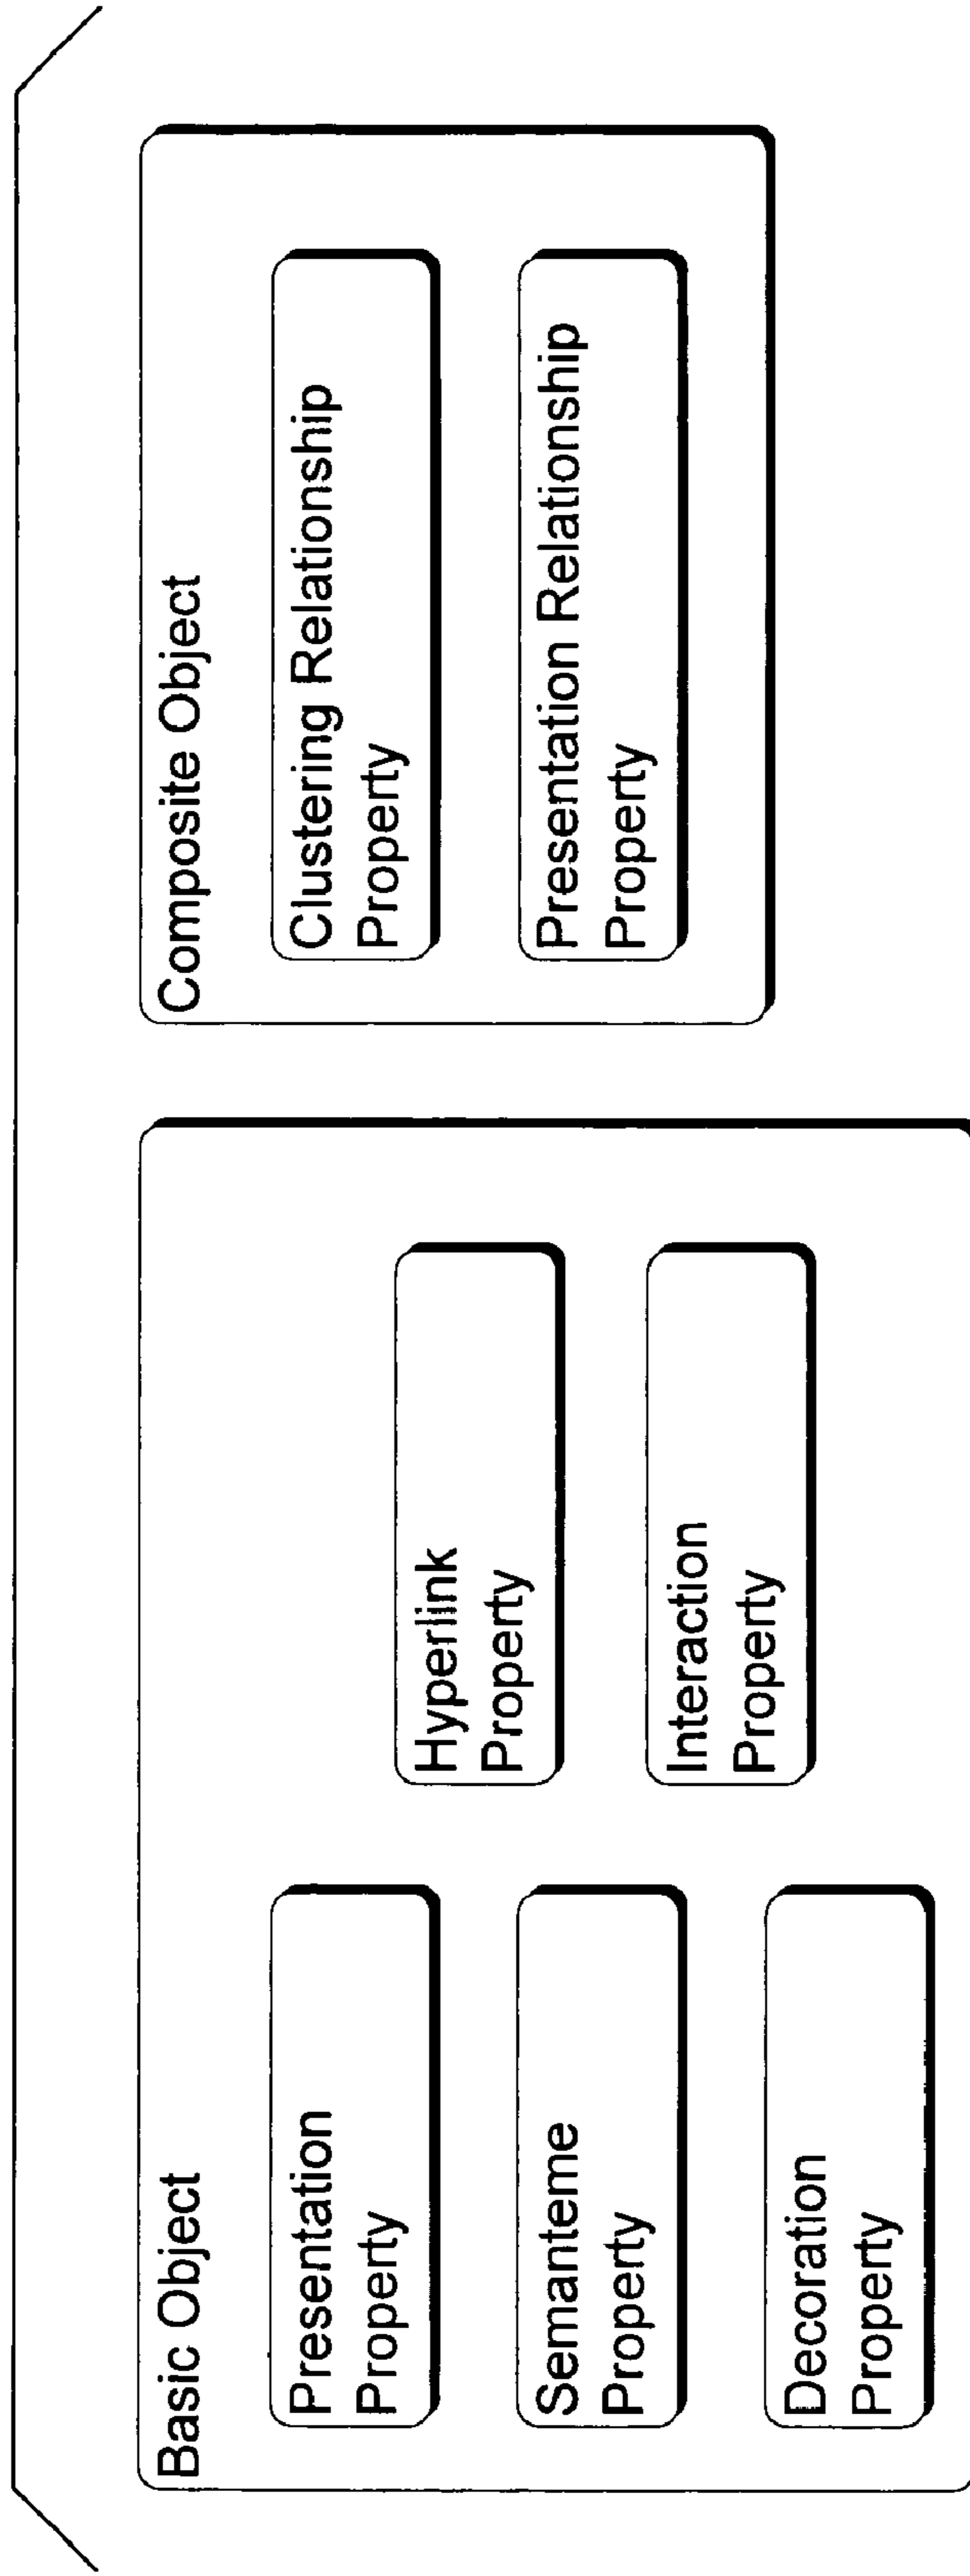 Basic Object
Presentation
Property
Semanteme
Property
Decoration
Property
Hyperlink
Property
Interaction
Property
Composite Object
Clustering Relationship
Property
Presentation Relationship
Property